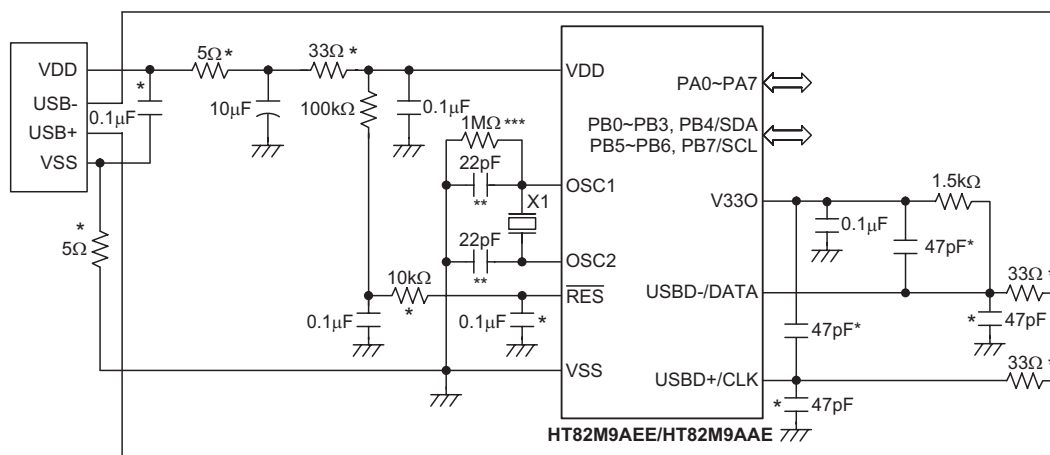 VDD
USB-
USB+
VSS
*
0.1μF
5Ω *
10μF
33Ω *
100kΩ
0.1μF
1MΩ ***
22pF
**
X1
22pF
**
*
5Ω
10kΩ
*
0.1μF
0.1μF
*
VDD
OSC1
OSC2
RES
VSS
PA0~PA7
PB0~PB3, PB4/SDA
PB5~PB6, PB7/SCL
V33O
USBD-/DATA
USBD+/CLK
HT82M9AEE/HT82M9AAE
0.1μF
1.5kΩ
47pF*
33Ω *
* 47pF
47pF*
33Ω *
* 47pF